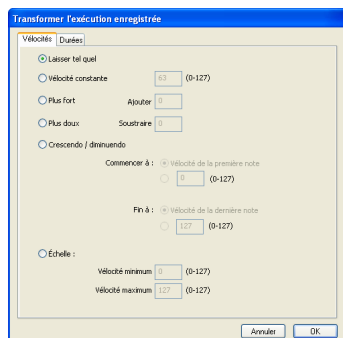 Transformer l'exécution enregistrée
Vélocités Durées
Laisser tel quel
Vélocité constante 63 (0-127)
Plus fort Ajouter 0
Plus doux Soustraire 0
Crescendo / diminuendo
Commencer à : Vélocité de la première note
0 (0-127)
Fin à : Vélocité de la dernière note
127 (0-127)
Échelle :
Vélocité minimum 0 (0-127)
Vélocité maximum 127 (0-127)
Annuler OK